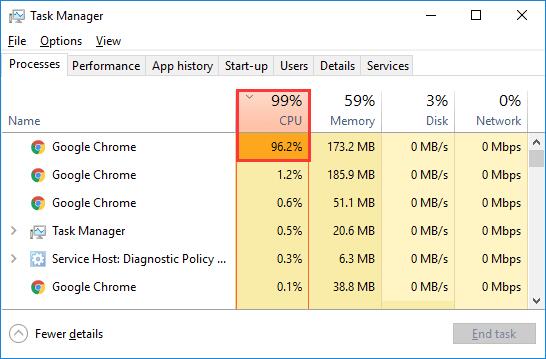 Task Manager
File Options View
Processes Performance App history Start-up Users Details Services
99% 59% 3% 0%
Name CPU Memory Disk Network
Google Chrome 96.2% 173.2 MB 0 MB/s 0 Mbps
Google Chrome 1.2% 185.9 MB 0 MB/s 0 Mbps
Google Chrome 0.6% 51.1 MB 0 MB/s 0 Mbps
Task Manager 0.5% 20.6 MB 0 MB/s 0 Mbps
Service Host: Diagnostic Policy ... 0.3% 6.3 MB 0 MB/s 0 Mbps
Google Chrome 0.1% 38.8 MB 0 MB/s 0 Mbps
Fewer details End task